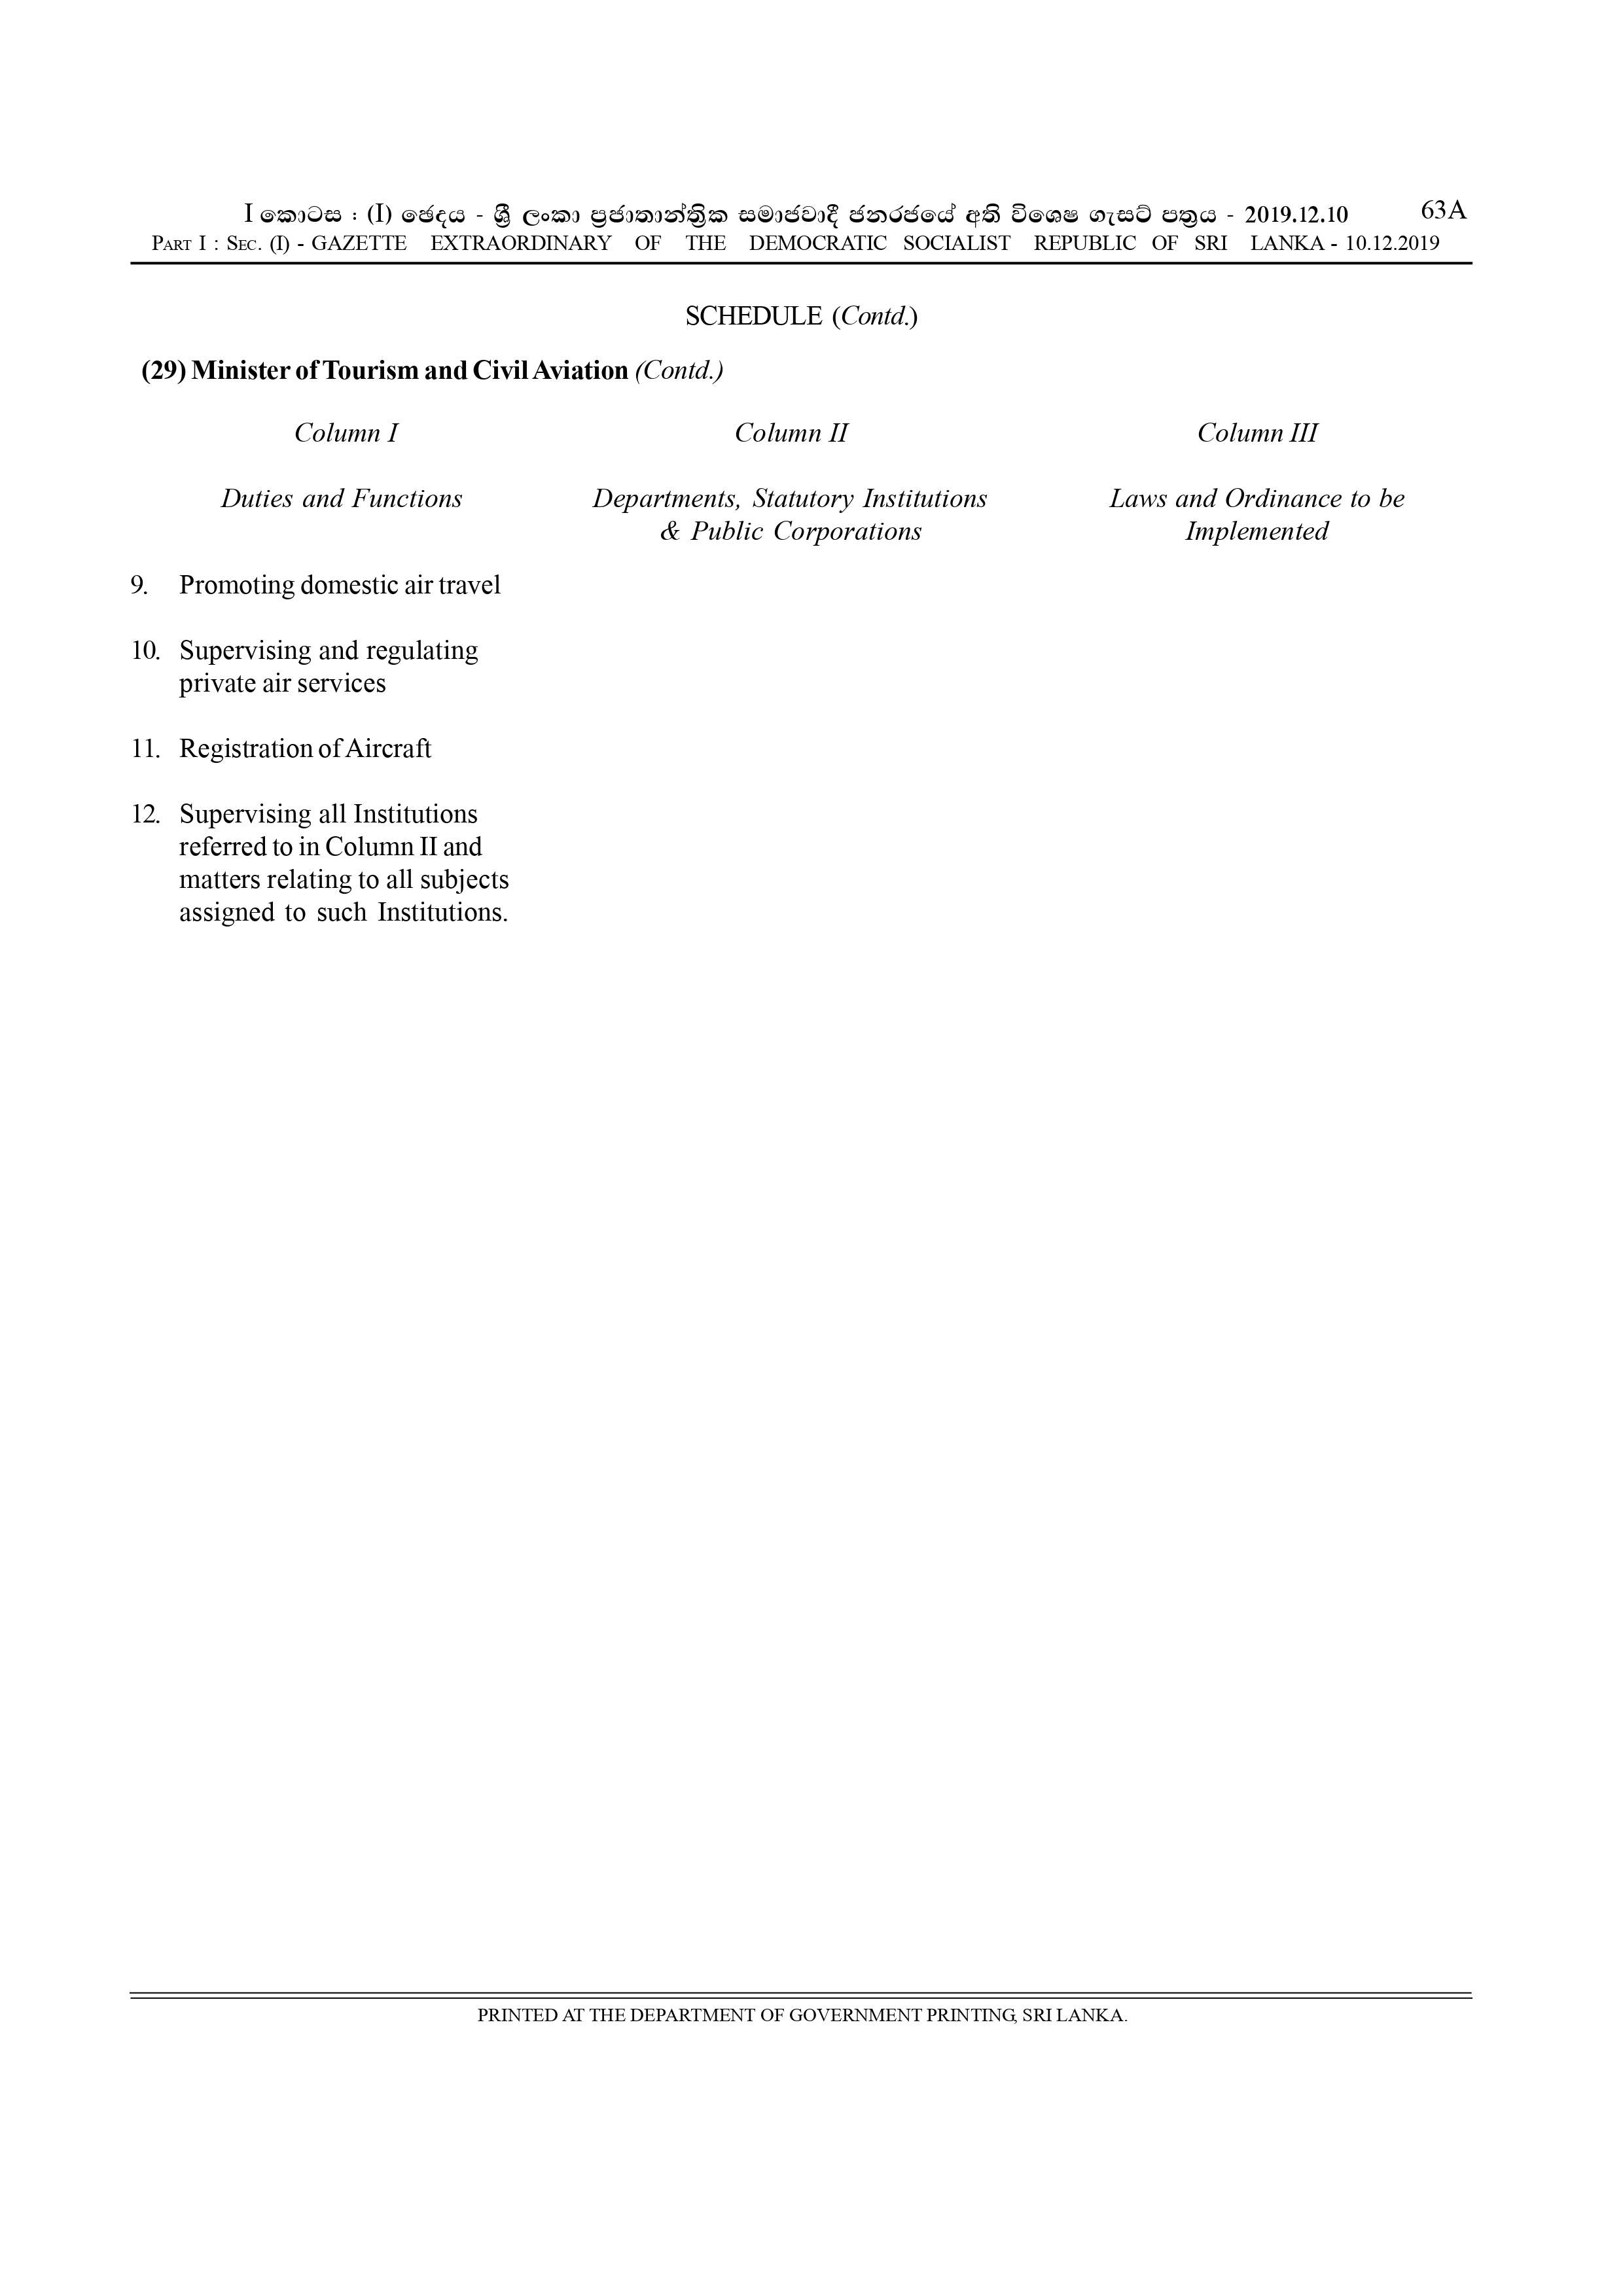 I කොටස : (I) ඡෙදය - ශ්‍රී ලංකා ප්‍රජාතාන්ත්‍රික සමාජවාදී ජනරජයේ අති විශෙෂ ගැසට් පත්‍රය - 2019.12.10 63A
PART I : SEC. (I) - GAZETTE EXTRAORDINARY OF THE DEMOCRATIC SOCIALIST REPUBLIC OF SRI LANKA - 10.12.2019
SCHEDULE (Contd.)
(29) Minister of Tourism and Civil Aviation (Contd.)
Column I Column II Column III
Duties and Functions Departments, Statutory Institutions Laws and Ordinance to be
& Public Corporations Implemented
9. Promoting domestic air travel
10. Supervising and regulating
private air services
11. Registration of Aircraft
12. Supervising all Institutions
referred to in Column II and
matters relating to all subjects
assigned to such Institutions.
PRINTED AT THE DEPARTMENT OF GOVERNMENT PRINTING, SRI LANKA.